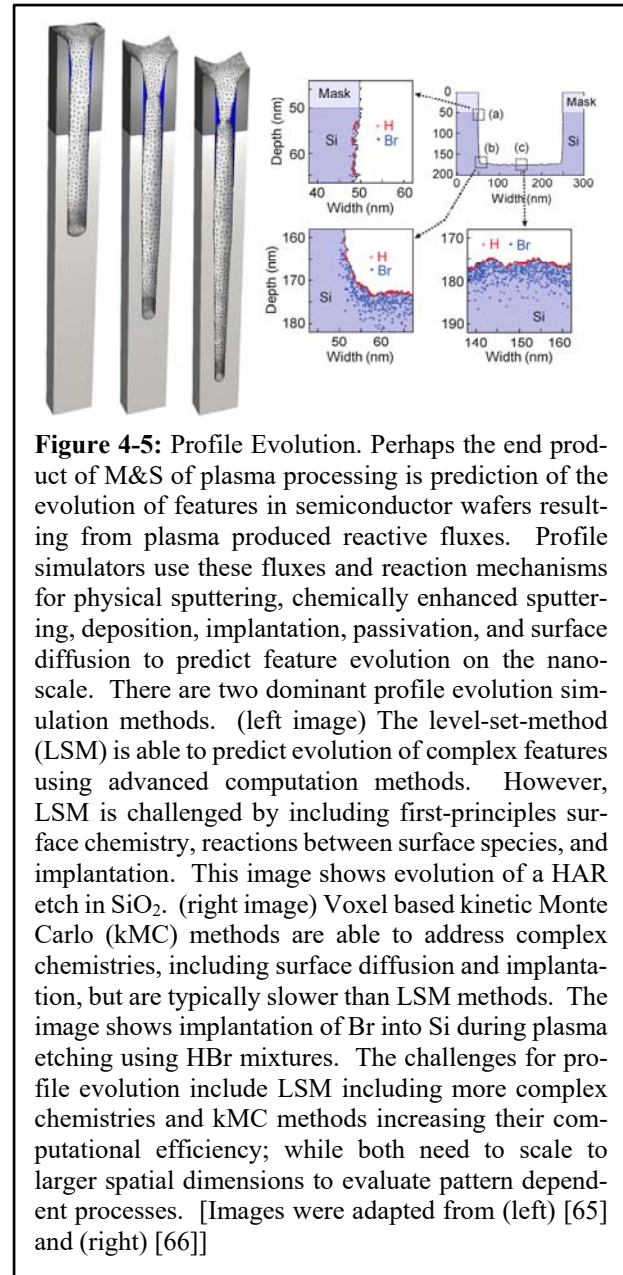 0
50
100
150
200
0 100 200 300
Width (nm)
Depth (nm)
Mask
Mask
Si
Si
(a)
(b)
(c)
50
60
Depth (nm)
Mask
Si
H
Br
40 50 60
Width (nm)
160
170
180
Depth (nm)
Si
H
Br
50 60
Width (nm)
170
180
190
H
Br
Si
140 150 160
Width (nm)
Figure 4-5: Profile Evolution. Perhaps the end prod-
uct of M&S of plasma processing is prediction of the
evolution of features in semiconductor wafers result-
ing from plasma produced reactive fluxes. Profile
simulators use these fluxes and reaction mechanisms
for physical sputtering, chemically enhanced sputter-
ing, deposition, implantation, passivation, and surface
diffusion to predict feature evolution on the nano-
scale. There are two dominant profile evolution sim-
ulation methods. (left image) The level-set-method
(LSM) is able to predict evolution of complex features
using advanced computation methods. However,
LSM is challenged by including first-principles sur-
face chemistry, reactions between surface species, and
implantation. This image shows evolution of a HAR
etch in SiO₂. (right image) Voxel based kinetic Monte
Carlo (kMC) methods are able to address complex
chemistries, including surface diffusion and implanta-
tion, but are typically slower than LSM methods. The
image shows implantation of Br into Si during plasma
etching using HBr mixtures. The challenges for pro-
file evolution include LSM including more complex
chemistries and kMC methods increasing their com-
putational efficiency; while both need to scale to
larger spatial dimensions to evaluate pattern depend-
ent processes. [Images were adapted from (left) [65]
and (right) [66]]